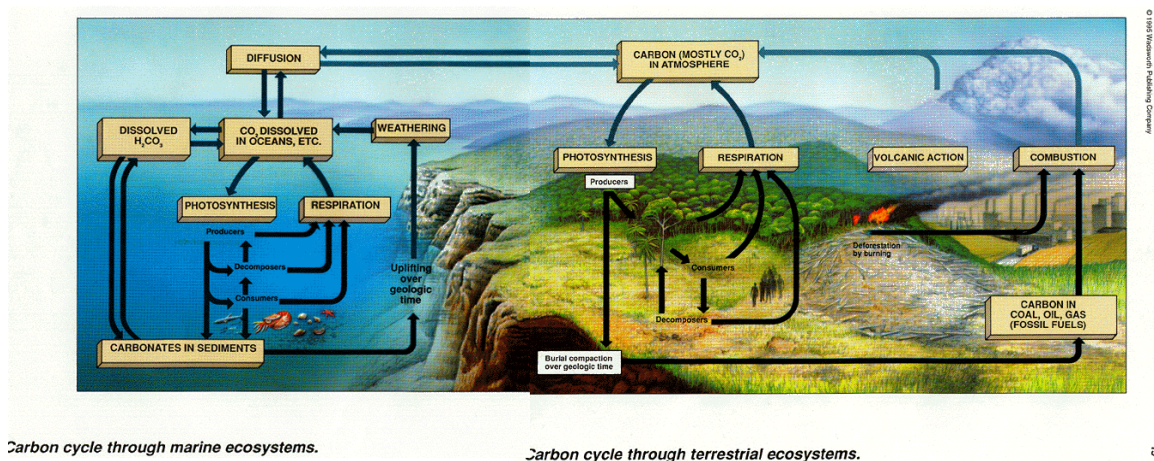 © 1995 Wadsworth Publishing Company
DIFFUSION
CARBON (MOSTLY CO₂)
IN ATMOSPHERE
DISSOLVED
H₂CO₃
CO₂ DISSOLVED
IN OCEANS, ETC.
WEATHERING
PHOTOSYNTHESIS
RESPIRATION
VOLCANIC ACTION
COMBUSTION
Producers
PHOTOSYNTHESIS
RESPIRATION
Producers
Decomposers
Consumers
Uplifting
over
geologic
time
Deforestation
by burning
Consumers
Decomposers
CARBON IN
COAL, OIL, GAS
(FOSSIL FUELS)
CARBONATES IN SEDIMENTS
Burial compaction
over geologic time
Carbon cycle through marine ecosystems.
Carbon cycle through terrestrial ecosystems.